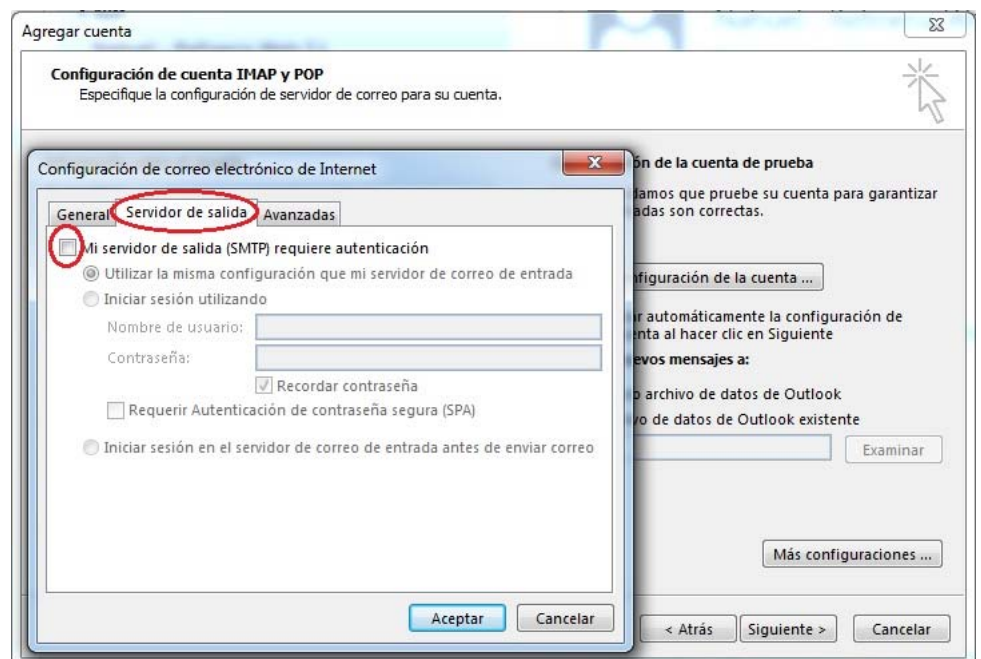 Agregar cuenta
Configuración de cuenta IMAP y POP
Especifique la configuración de servidor de correo para su cuenta.
Configuración de correo electrónico de Internet
General
Servidor de salida
Avanzadas
Mi servidor de salida (SMTP) requiere autenticación
Utilizar la misma configuración que mi servidor de correo de entrada
Iniciar sesión utilizando
Nombre de usuario:
Contraseña:
Recordar contraseña
Requerir Autenticación de contraseña segura (SPA)
Iniciar sesión en el servidor de correo de entrada antes de enviar correo
Aceptar
Cancelar
ón de la cuenta de prueba
damos que pruebe su cuenta para garantizar
adas son correctas.
nfiguración de la cuenta ...
r automáticamente la configuración de
enta al hacer clic en Siguiente
evos mensajes a:
o archivo de datos de Outlook
vo de datos de Outlook existente
Examinar
Más configuraciones ...
< Atrás
Siguiente >
Cancelar